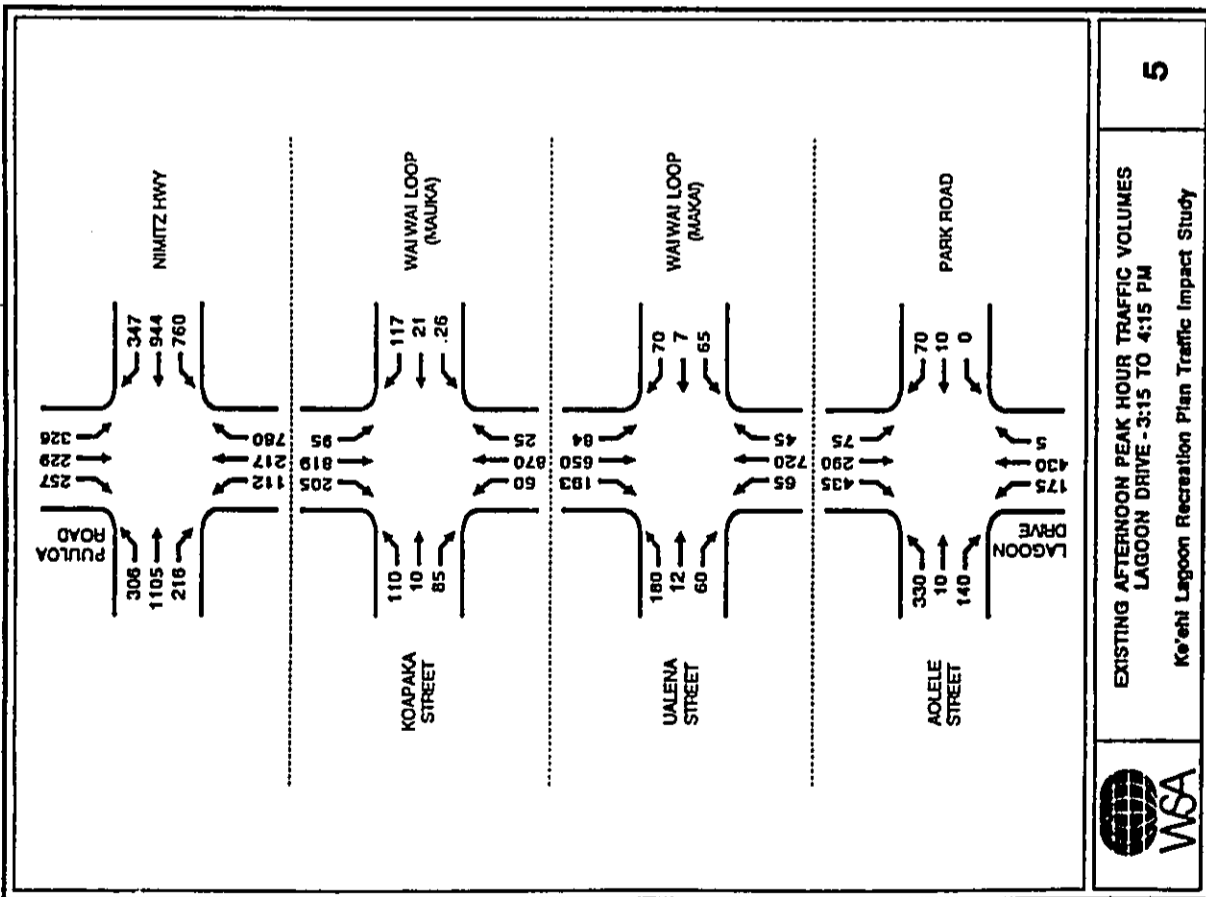 PUULOA
ROAD
257
229
326
NIMITZ HWY
347
944
760
306
1105
216
112
217
780
KOAPAKA
STREET
205
819
95
WAIWAI LOOP
(MAUKA)
117
21
.26
110
10
85
60
870
25
UALENA
STREET
193
650
84
WAIWAI LOOP
(MAKAI)
70
7
65
180
12
60
65
720
45
AOLELE
STREET
435
290
75
PARK ROAD
70
10
0
330
10
140
175
430
5
LAGOON
DRIVE
WSA
EXISTING AFTERNOON PEAK HOUR TRAFFIC VOLUMES
LAGOON DRIVE - 3:15 TO 4:15 PM
Ke'ehi Lagoon Recreation Plan Traffic Impact Study
5